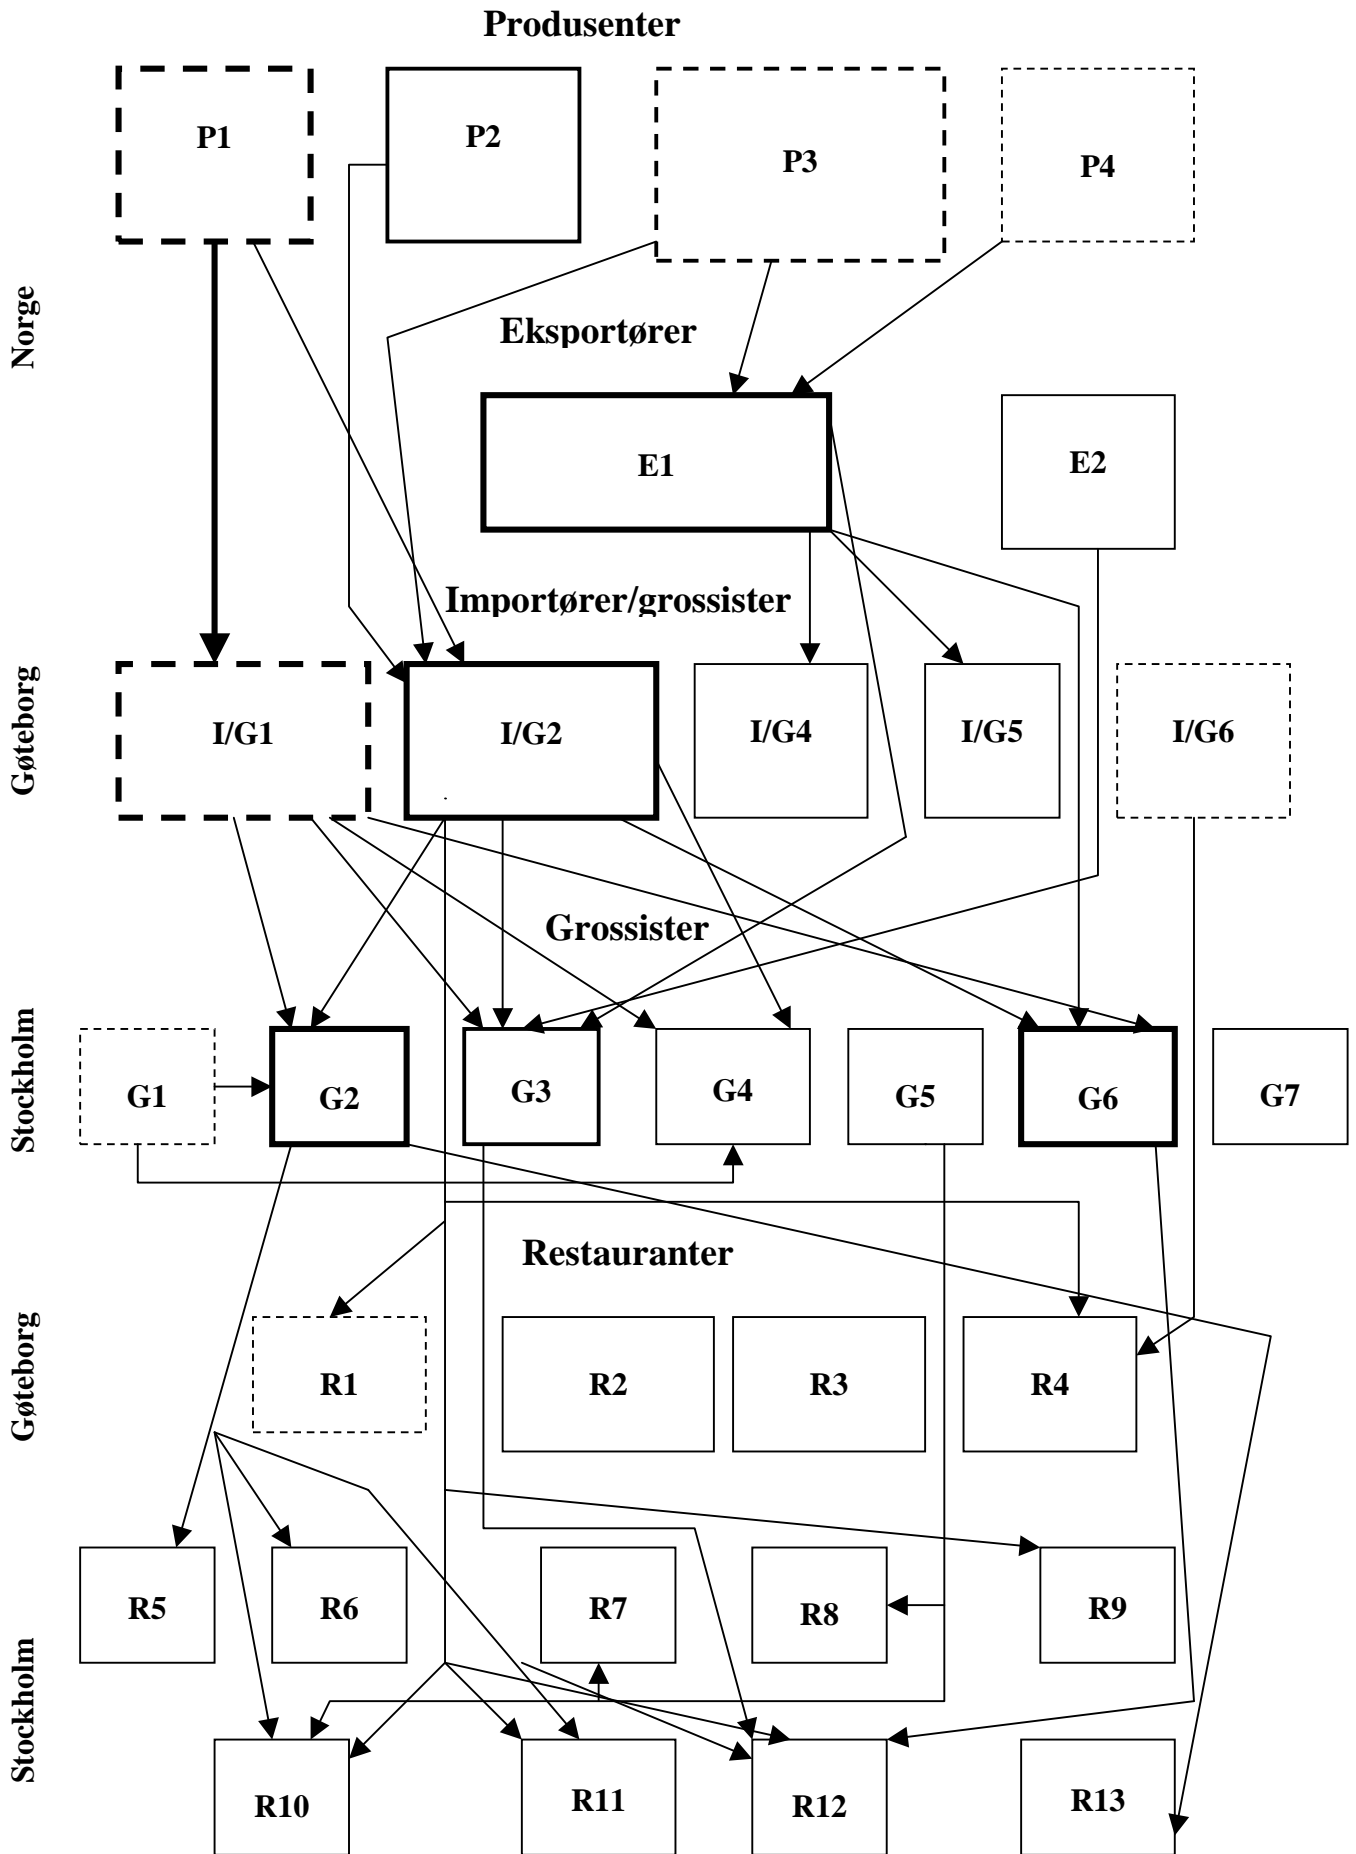 Produsenter
P1
P2
P3
P4
Norge
Eksportører
E1
E2
Importører/grossister
Gøteborg
I/G1
I/G2
I/G4
I/G5
I/G6
Grossister
Stockholm
G1
G2
G3
G4
G5
G6
G7
Restauranter
Gøteborg
R1
R2
R3
R4
Stockholm
R5
R6
R7
R8
R9
R10
R11
R12
R13